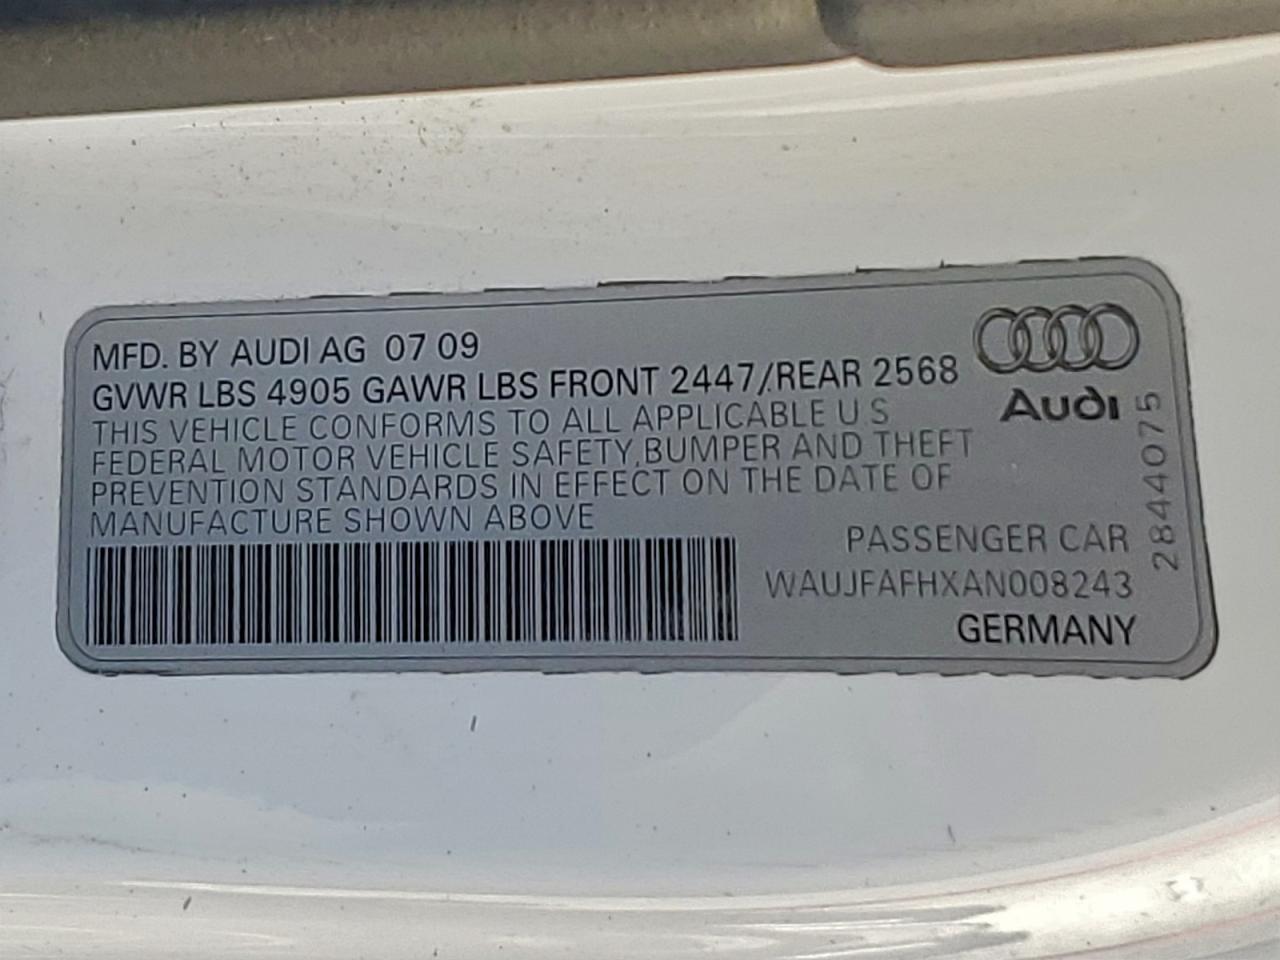 MFD. BY AUDI AG 07 09
GVWR LBS 4905 GAWR LBS FRONT 2447/.REAR 2568
THIS VEHICLE CONFORMS TO ALL APPLICABLE U S
FEDERAL MOTOR VEHICLE SAFETY, BUMPER AND THEFT
PREVENTION STANDARDS IN EFFECT ON THE DATE OF
MANUFACTURE SHOWN ABOVE
Audi
2844075
PASSENGER CAR
WAUJFAFHXAN008243
GERMANY